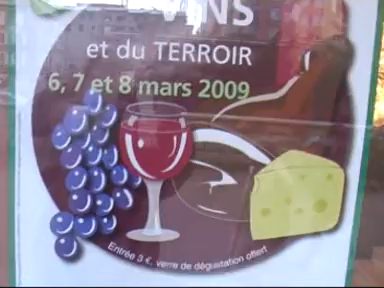 VINS
et du TERROIR
6, 7 et 8 mars 2009
Entrée 3 €, verre de dégustation offert